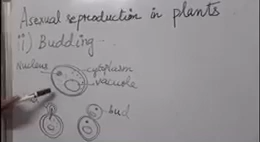 Asexual reproduction in plants
ii) Budding
Nucleus cytoplasm
vacuole
bud